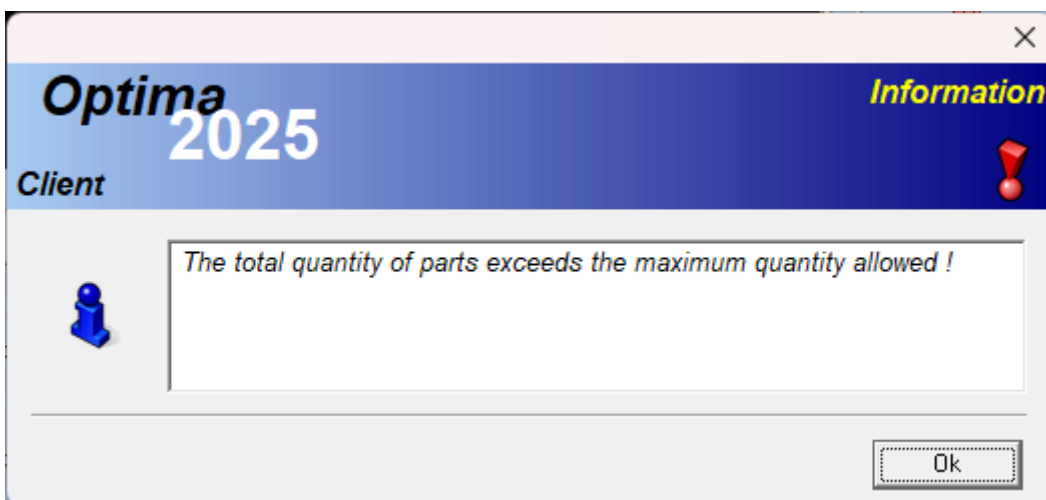 Optima
2025
Information
Client
The total quantity of parts exceeds the maximum quantity allowed !
Ok